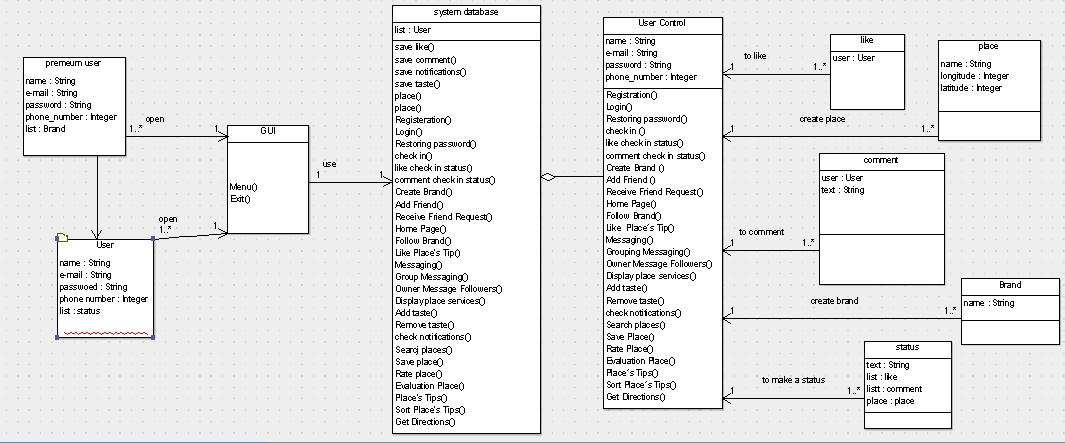 premeum user
name : String
e-mail : String
password : String
phone_number : Integer
list : Brand
open
1..*
1
GUI
Menu()
Exit()
open
1..*
1
User
name : String
e-mail : String
passwoed : String
phone number : Integer
list : status
use
1
1
system database
list : User
save like()
save comment()
save notifications()
save taste()
place()
place()
Registeration()
Login()
Restoring password()
check in()
like check in status()
comment check in status()
Create Brand()
Add Friend()
Receive Friend Request()
Home Page()
Follow Brand()
Like Place's Tip()
Messaging()
Group Messaging()
Owner Message Followers()
Display place services()
Add taste()
Remove taste()
check notifications()
Searcj places()
Save place()
Rate place()
Evaluation Place()
Place's Tips()
Sort Place's Tips()
Get Directions()
User Control
name : String
e-mail : String
password : String
phone_number : Integer
Registration()
Login()
Restoring password()
check in ()
like check in status()
comment check in status()
Create Brand ()
Add Friend ()
Receive Friend Request()
Home Page()
Follow Brand()
Like Place's Tip()
Messaging()
Grouping Messaging()
Owner Message Followers()
Display place services()
Add taste()
Remove taste()
check notifications()
Search places()
Save Place()
Rate Place()
Evaluation Place()
Place's Tips()
Sort Place's Tips()
Get Directions()
to like
1
1..*
like
user : User
create place
1
1..*
place
name : String
longitude : Integer
latitude : Integer
to comment
1
1..*
comment
user : User
text : String
create brand
1
1..*
Brand
name : String
to make a status
1
1..*
status
text : String
list : like
listt : comment
place : place